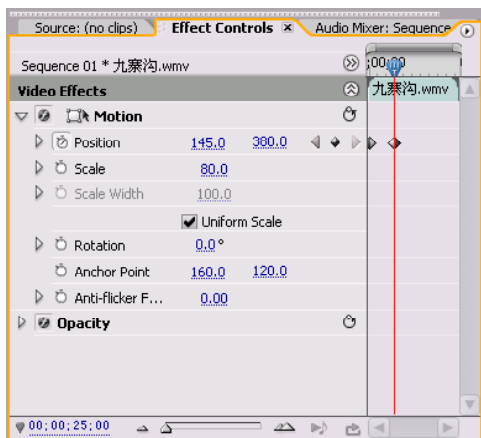 Source: (no clips) Effect Controls Audio Mixer: Sequence
Sequence 01 * 九寨沟.wmv ;00;00
Video Effects 九寨沟.wmv
Motion
Position 145.0 380.0
Scale 80.0
Scale Width 100.0
Uniform Scale
Rotation 0.0°
Anchor Point 160.0 120.0
Anti-flicker F... 0.00
Opacity
00;00;25;00